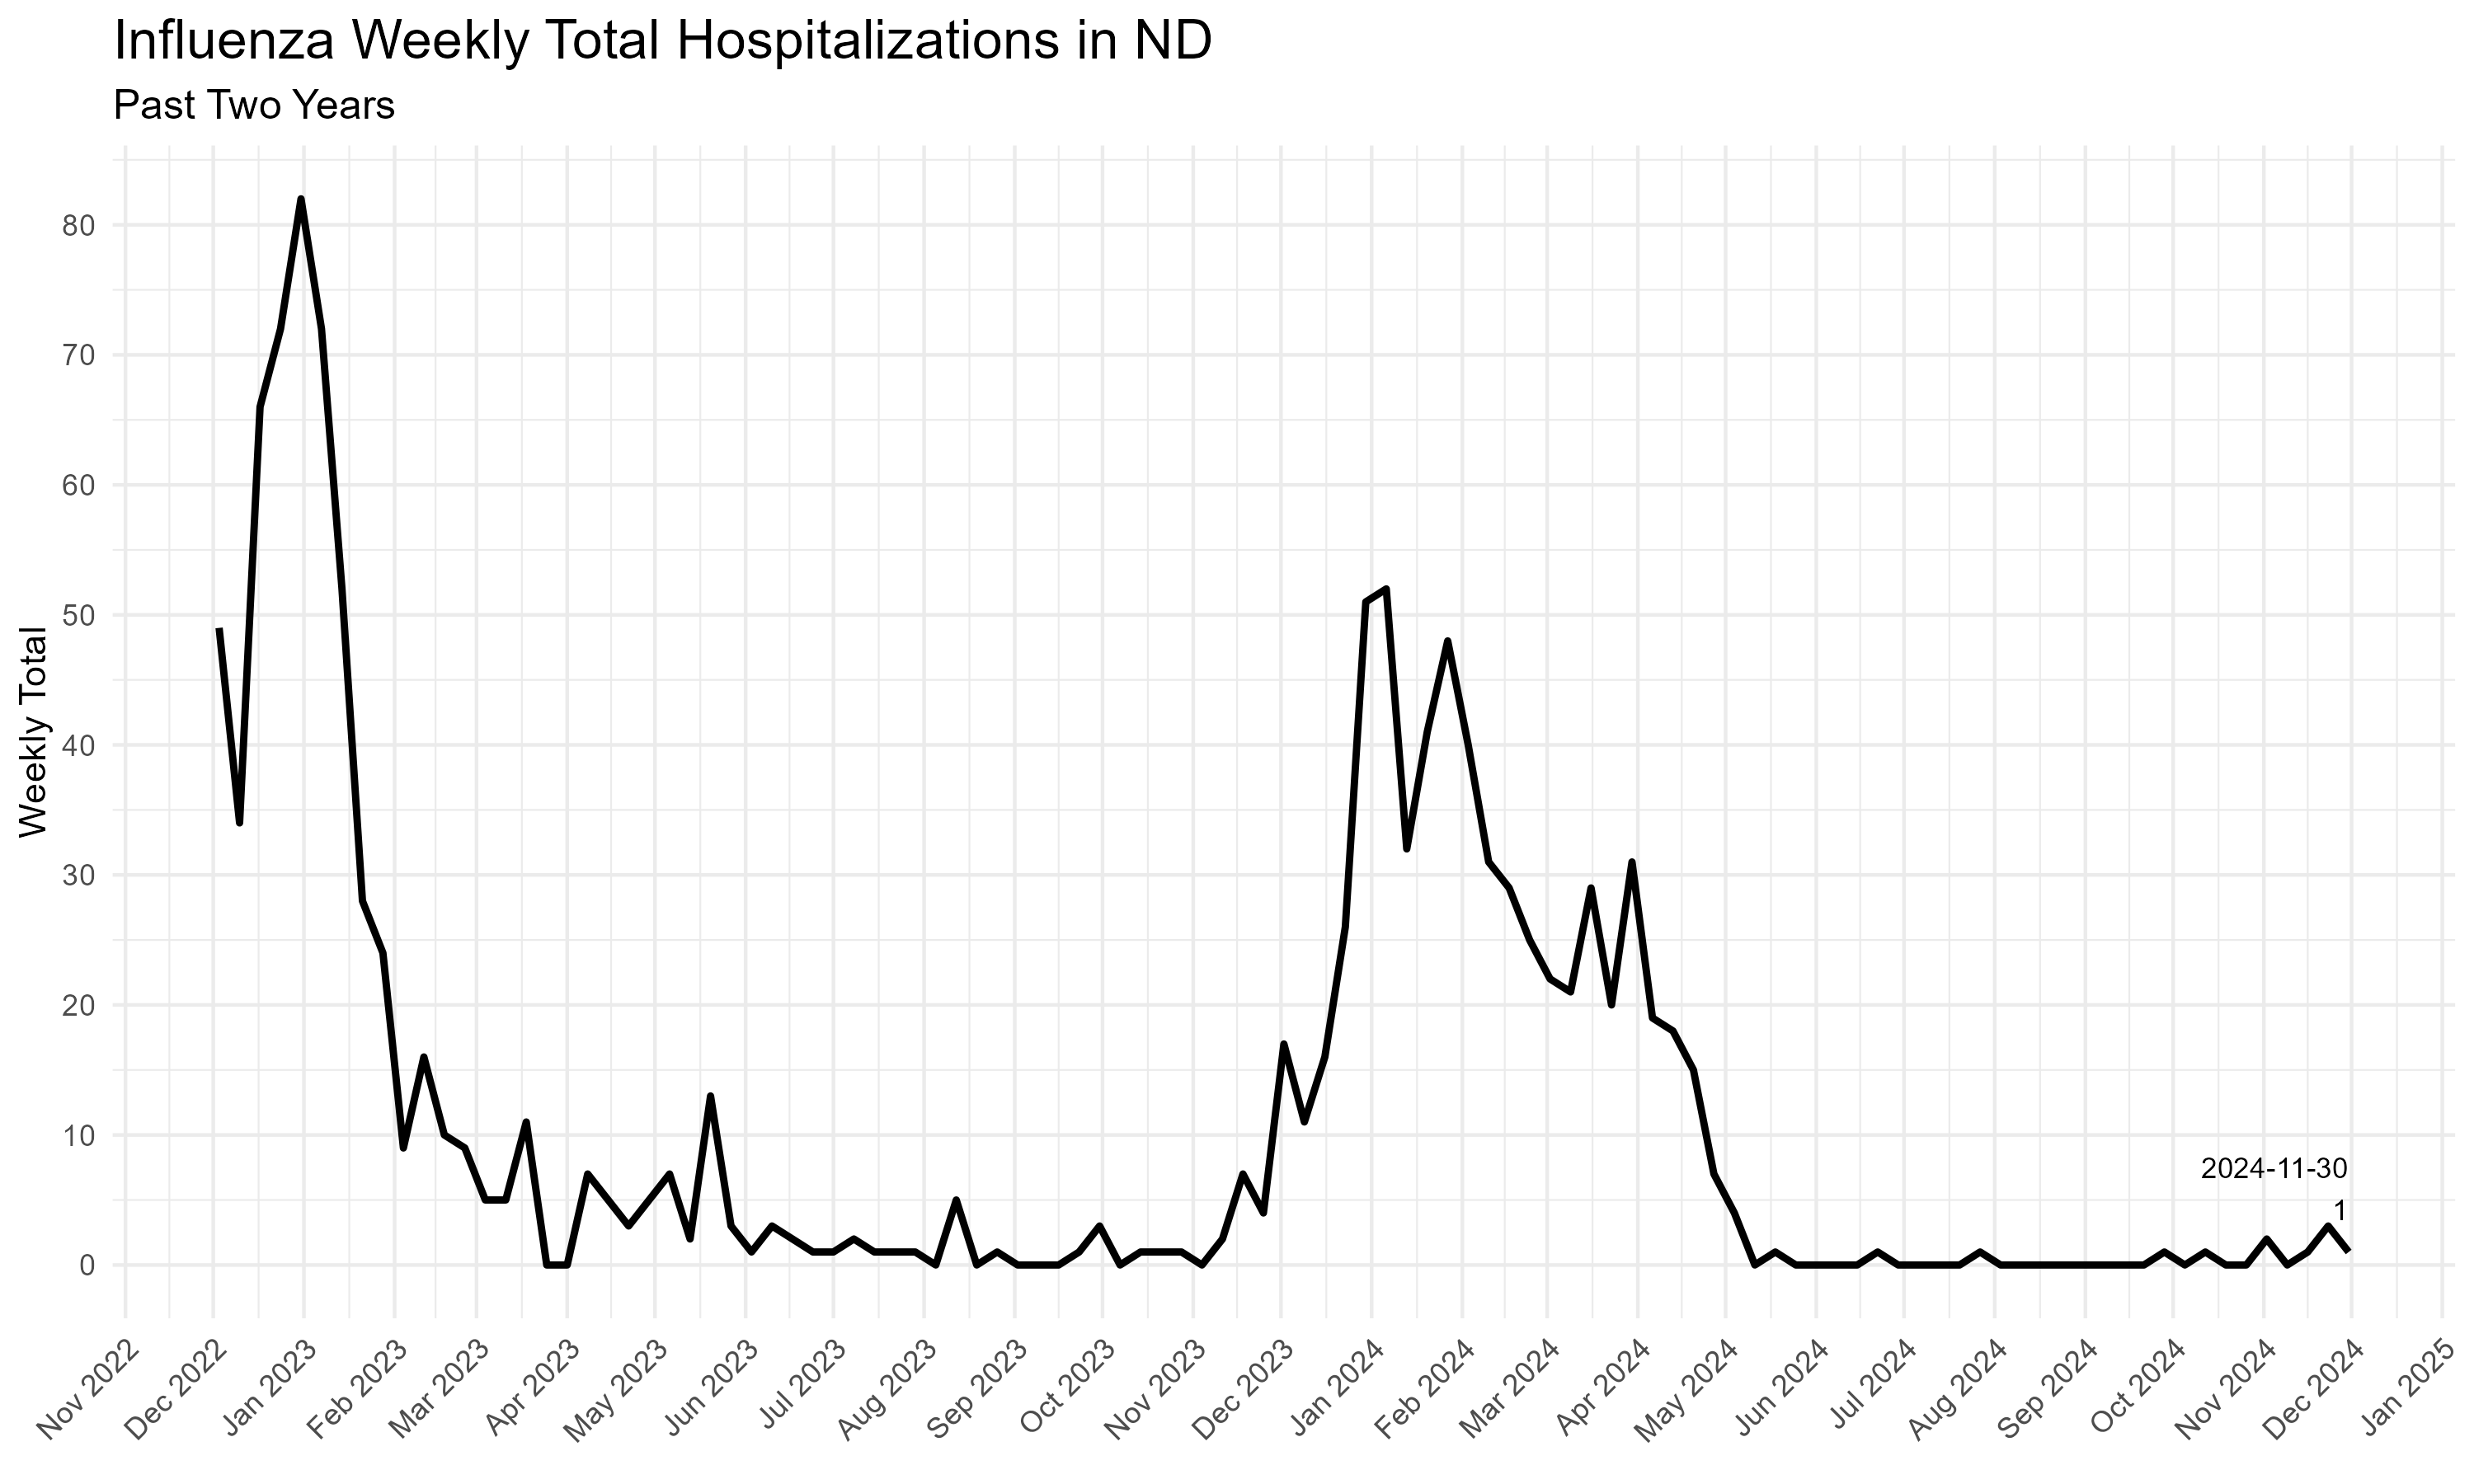 Influenza Weekly Total Hospitalizations in ND
Past Two Years
Weekly Total
80
70
60
50
40
30
20
10
0
2024-11-30
1
Nov 2022
Dec 2022
Jan 2023
Feb 2023
Mar 2023
Apr 2023
May 2023
Jun 2023
Jul 2023
Aug 2023
Sep 2023
Oct 2023
Nov 2023
Dec 2023
Jan 2024
Feb 2024
Mar 2024
Apr 2024
May 2024
Jun 2024
Jul 2024
Aug 2024
Sep 2024
Oct 2024
Nov 2024
Dec 2024
Jan 2025